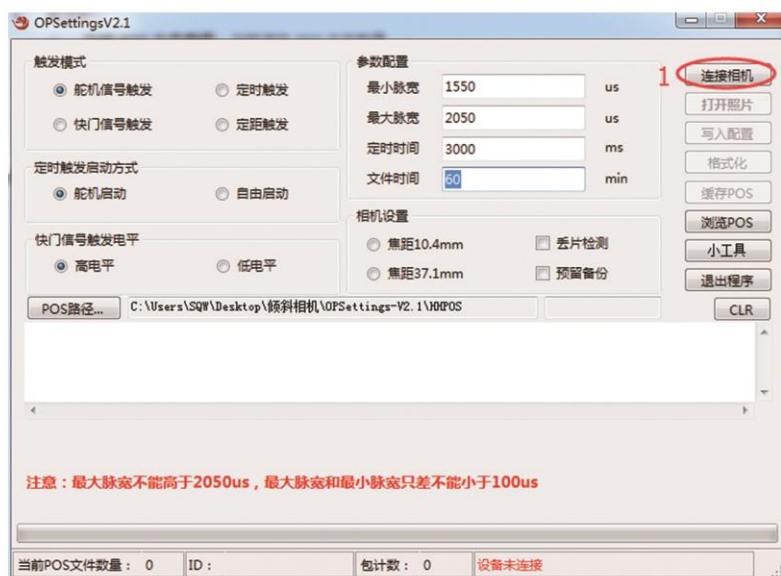 OPSettingsV2.1
触发模式
舵机信号触发
定时触发
快门信号触发
定距触发
定时触发启动方式
舵机启动
自由启动
快门信号触发电平
高电平
低电平
参数配置
最小脉宽 1550 us
最大脉宽 2050 us
定时时间 3000 ms
文件时间 60 min
相机设置
焦距10.4mm
丢片检测
焦距37.1mm
预留备份
1 连接相机
打开照片
写入配置
格式化
缓存POS
浏览POS
小工具
退出程序
POS路径... C:\Users\SQW\Desktop\倾斜相机\OPSettings-V2.1\HMPOS
CLR
注意：最大脉宽不能高于2050us，最大脉宽和最小脉宽只差不能小于100us
当前POS文件数量： 0 ID： 包计数： 0 设备未连接